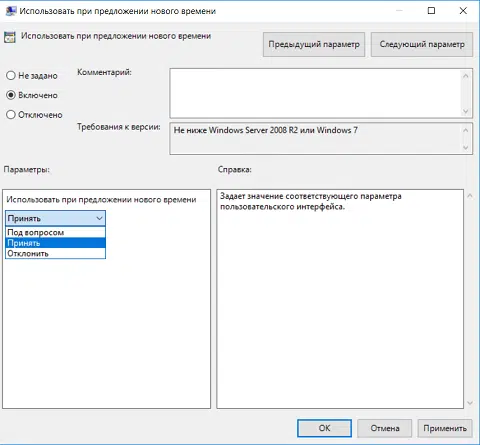 Использовать при предложении нового времени
Использовать при предложении нового времени
Предыдущий параметр
Следующий параметр
Не задано
Включено
Отключено
Комментарий:
Требования к версии:
Не ниже Windows Server 2008 R2 или Windows 7
Параметры:
Справка:
Использовать при предложении нового времени
Принять
Под вопросом
Принять
Отклонить
Задает значение соответствующего параметра
пользовательского интерфейса.
ОК
Отмена
Применить